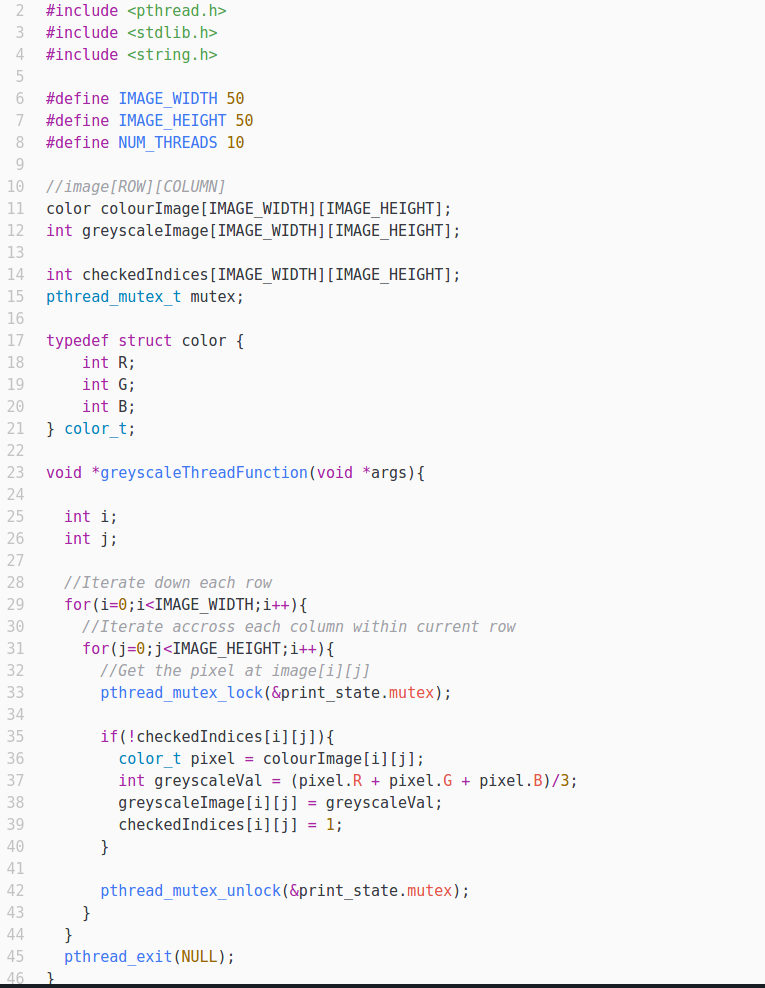 2 #include <pthread.h>
3 #include <stdlib.h>
4 #include <string.h>
5
6 #define IMAGE_WIDTH 50
7 #define IMAGE_HEIGHT 50
8 #define NUM_THREADS 10
9
10 //image[ROW][COLUMN]
11 color colourImage[IMAGE_WIDTH][IMAGE_HEIGHT];
12 int greyscaleImage[IMAGE_WIDTH][IMAGE_HEIGHT];
13
14 int checkedIndices[IMAGE_WIDTH][IMAGE_HEIGHT];
15 pthread_mutex_t mutex;
16
17 typedef struct color {
18     int R;
19     int G;
20     int B;
21 } color_t;
22
23 void *greyscaleThreadFunction(void *args){
24
25   int i;
26   int j;
27
28   //Iterate down each row
29   for(i=0;i<IMAGE_WIDTH;i++){
30     //Iterate accross each column within current row
31     for(j=0;j<IMAGE_HEIGHT;i++){
32       //Get the pixel at image[i][j]
33       pthread_mutex_lock(&print_state.mutex);
34
35       if(!checkedIndices[i][j]){
36         color_t pixel = colourImage[i][j];
37         int greyscaleVal = (pixel.R + pixel.G + pixel.B)/3;
38         greyscaleImage[i][j] = greyscaleVal;
39         checkedIndices[i][j] = 1;
40       }
41
42       pthread_mutex_unlock(&print_state.mutex);
43     }
44   }
45   pthread_exit(NULL);
46 }